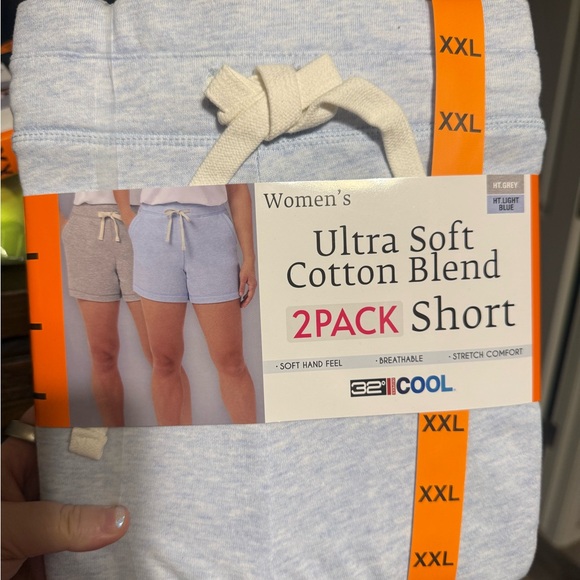 XXL
XXL
Women's
HT.GREY
HT.LIGHT
BLUE
Ultra Soft
Cotton Blend
2PACK Short
· SOFT HAND FEEL · BREATHABLE · STRETCH COMFORT
32° COOL
XXL
XXL
XXL